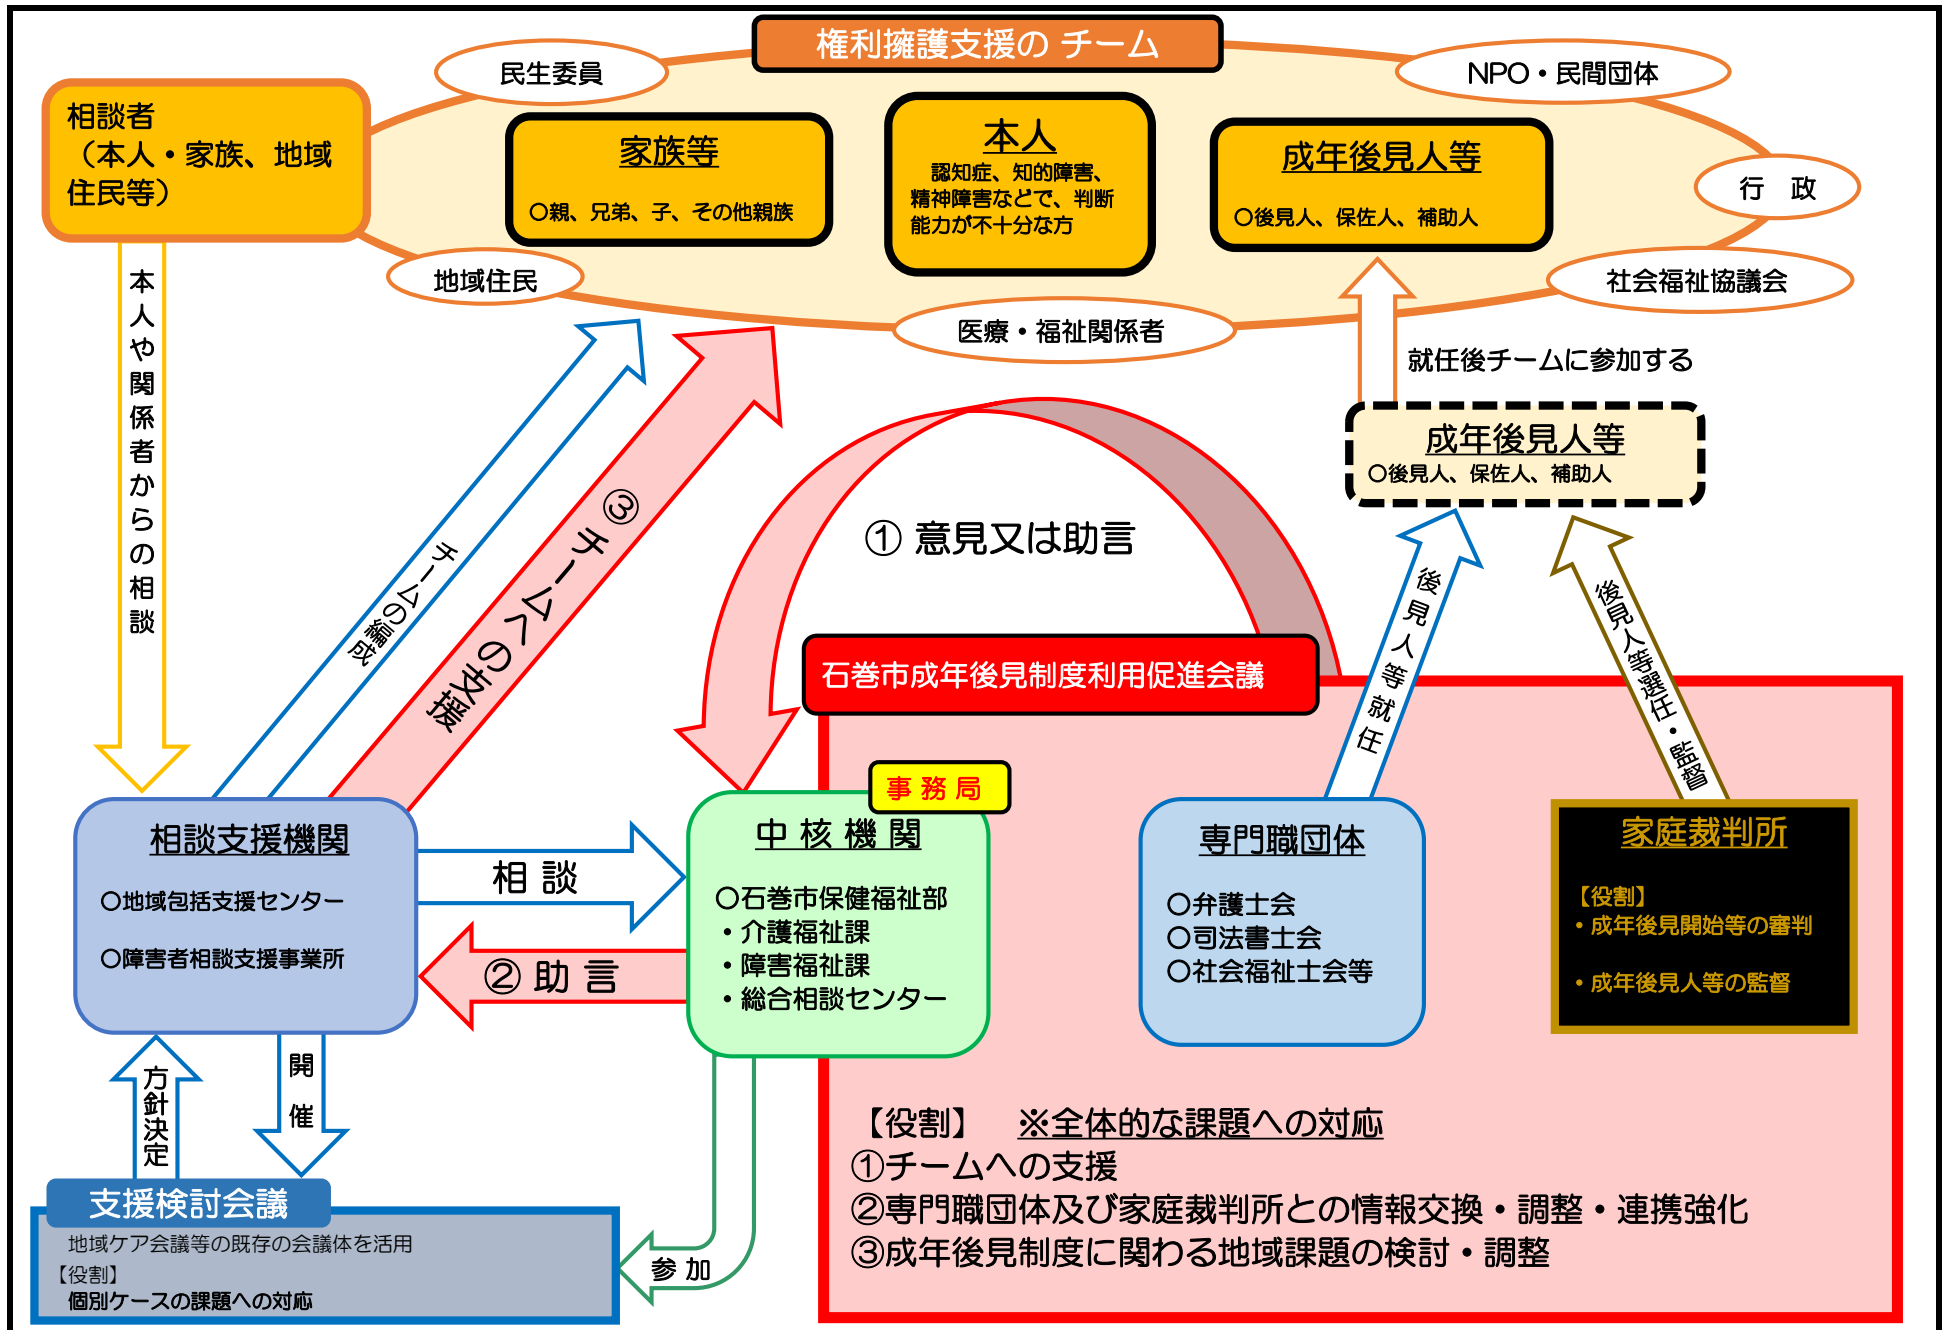 権利擁護支援の チーム
民生委員
NPO・民間団体
相談者
（本人・家族、地域
住民等）
家族等
〇親、兄弟、子、その他親族
本人
認知症、知的障害、
精神障害などで、判断
能力が不十分な方
成年後見人等
〇後見人、保佐人、補助人
行　政
地域住民
社会福祉協議会
医療・福祉関係者
本人や関係者からの相談
チームの編成
③チームへの支援
① 意見又は助言
就任後チームに参加する
成年後見人等
〇後見人、保佐人、補助人
後見人等就任
後見人等選任・監督
石巻市成年後見制度利用促進会議
事務局
相談支援機関
〇地域包括支援センター
〇障害者相談支援事業所
相 談
② 助 言
中 核 機 関
〇石巻市保健福祉部
・介護福祉課
・障害福祉課
・総合相談センター
専門職団体
〇弁護士会
〇司法書士会
〇社会福祉士会等
家庭裁判所
【役割】
・成年後見開始等の審判
・成年後見人等の監督
方針決定
開　催
支援検討会議
地域ケア会議等の既存の会議体を活用
【役割】
個別ケースの課題への対応
参 加
【役割】　※全体的な課題への対応
①チームへの支援
②専門職団体及び家庭裁判所との情報交換・調整・連携強化
③成年後見制度に関わる地域課題の検討・調整